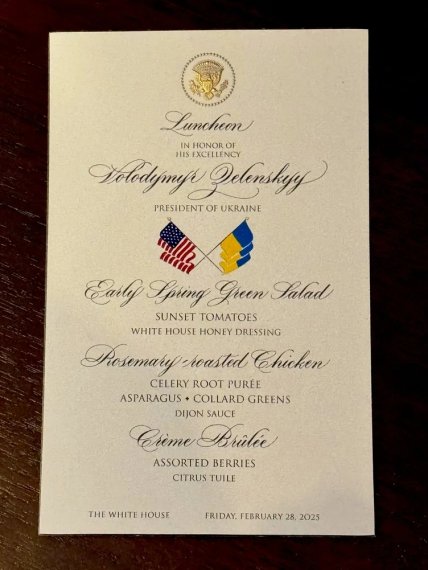 Luncheon
IN HONOR OF
HIS EXCELLENCY
Volodymyr Zelenskyy
PRESIDENT OF UKRAINE
Early Spring Green Salad
SUNSET TOMATOES
WHITE HOUSE HONEY DRESSING
Rosemary-roasted Chicken
CELERY ROOT PURÉE
ASPARAGUS • COLLARD GREENS
DIJON SAUCE
Crème Brûlée
ASSORTED BERRIES
CITRUS TUILE
THE WHITE HOUSE FRIDAY, FEBRUARY 28, 2025